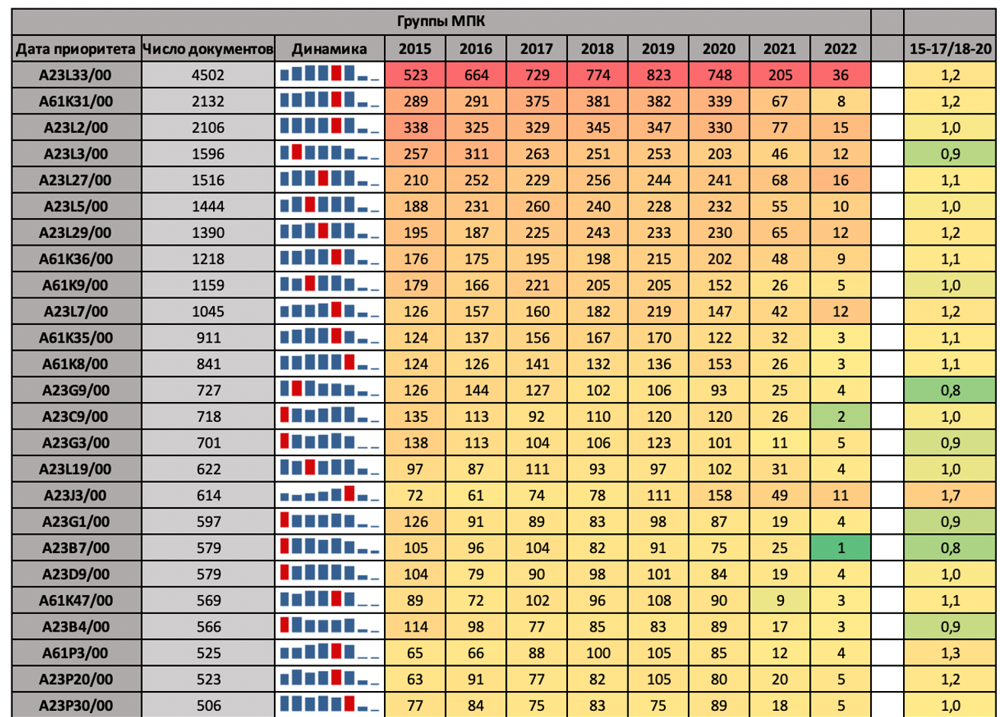 Группы МПК
Дата приоритета Число документов Динамика 2015 2016 2017 2018 2019 2020 2021 2022 15-17/18-20
A23L33/00 4502 523 664 729 774 823 748 205 36 1,2
A61K31/00 2132 289 291 375 381 382 339 67 8 1,2
A23L2/00 2106 338 325 329 345 347 330 77 15 1,0
A23L3/00 1596 257 311 263 251 253 203 46 12 0,9
A23L27/00 1516 210 252 229 256 244 241 68 16 1,1
A23L5/00 1444 188 231 260 240 228 232 55 10 1,0
A23L29/00 1390 195 187 225 243 233 230 65 12 1,2
A61K36/00 1218 176 175 195 198 215 202 48 9 1,1
A61K9/00 1159 179 166 221 205 205 152 26 5 1,0
A23L7/00 1045 126 157 160 182 219 147 42 12 1,2
A61K35/00 911 124 137 156 167 170 122 32 3 1,1
A61K8/00 841 124 126 141 132 136 153 26 3 1,1
A23G9/00 727 126 144 127 102 106 93 25 4 0,8
A23C9/00 718 135 113 92 110 120 120 26 2 1,0
A23G3/00 701 138 113 104 106 123 101 11 5 0,9
A23L19/00 622 97 87 111 93 97 102 31 4 1,0
A23J3/00 614 72 61 74 78 111 158 49 11 1,7
A23G1/00 597 126 91 89 83 98 87 19 4 0,9
A23B7/00 579 105 96 104 82 91 75 25 1 0,8
A23D9/00 579 104 79 90 98 101 84 19 4 1,0
A61K47/00 569 89 72 102 96 108 90 9 3 1,1
A23B4/00 566 114 98 77 85 83 89 17 3 0,9
A61P3/00 525 65 66 88 100 105 85 12 4 1,3
A23P20/00 523 63 91 77 82 105 80 20 5 1,2
A23P30/00 506 77 84 75 83 75 89 18 5 1,0